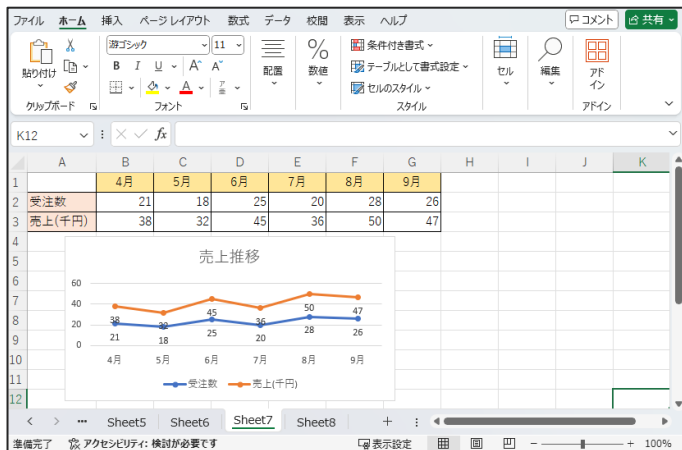 ファイル ホーム 挿入 ページ レイアウト 数式 データ 校閲 表示 ヘルプ コメント 共有
游ゴシック 11
B I U A A
貼り付け 配置 数値 条件付き書式 テーブルとして書式設定 セルのスタイル セル 編集 アドイン
クリップボード フォント スタイル アドイン
K12 fx
A B C D E F G H I J K
1 4月 5月 6月 7月 8月 9月
2 受注数 21 18 25 20 28 26
3 売上(千円) 38 32 45 36 50 47
4
5
6
7
8
9
10
11
12
売上推移
60
40
20
0
38 32 45 36 50 47
21 18 25 20 28 26
4月 5月 6月 7月 8月 9月
受注数 売上(千円)
Sheet5 Sheet6 Sheet7 Sheet8 +
準備完了 アクセシビリティ: 検討が必要です 表示設定 - + 100%